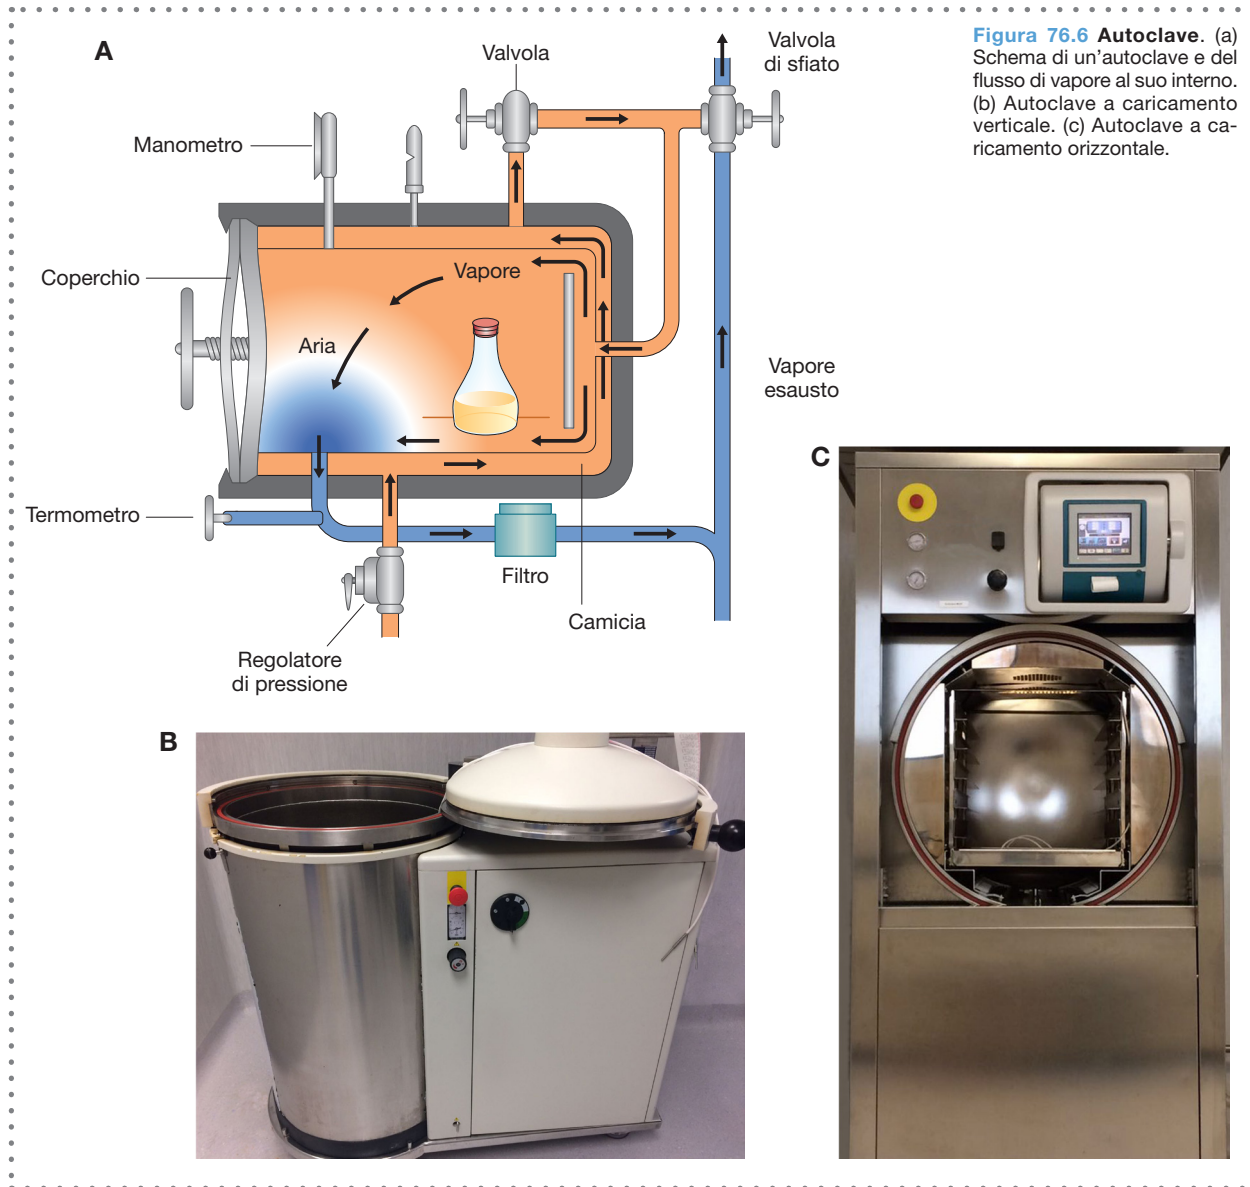 A
Valvola
Valvola
di sfiato
Figura 76.6 Autoclave. (a)
Schema di un’autoclave e del
flusso di vapore al suo interno.
(b) Autoclave a caricamento
verticale. (c) Autoclave a ca-
ricamento orizzontale.
Manometro
Coperchio
Vapore
Aria
Vapore
esausto
Termometro
Filtro
Camicia
Regolatore
di pressione
B
C